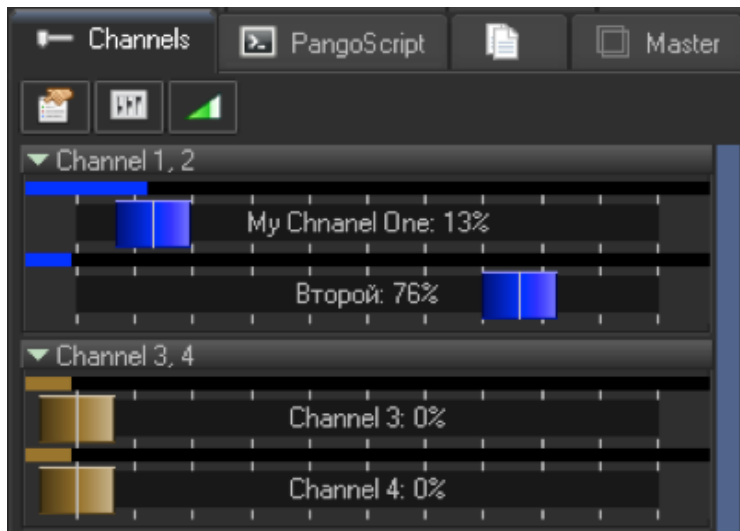 Channels PangoScript Master
Channel 1, 2
My Chnanel One: 13%
Второй: 76%
Channel 3, 4
Channel 3: 0%
Channel 4: 0%